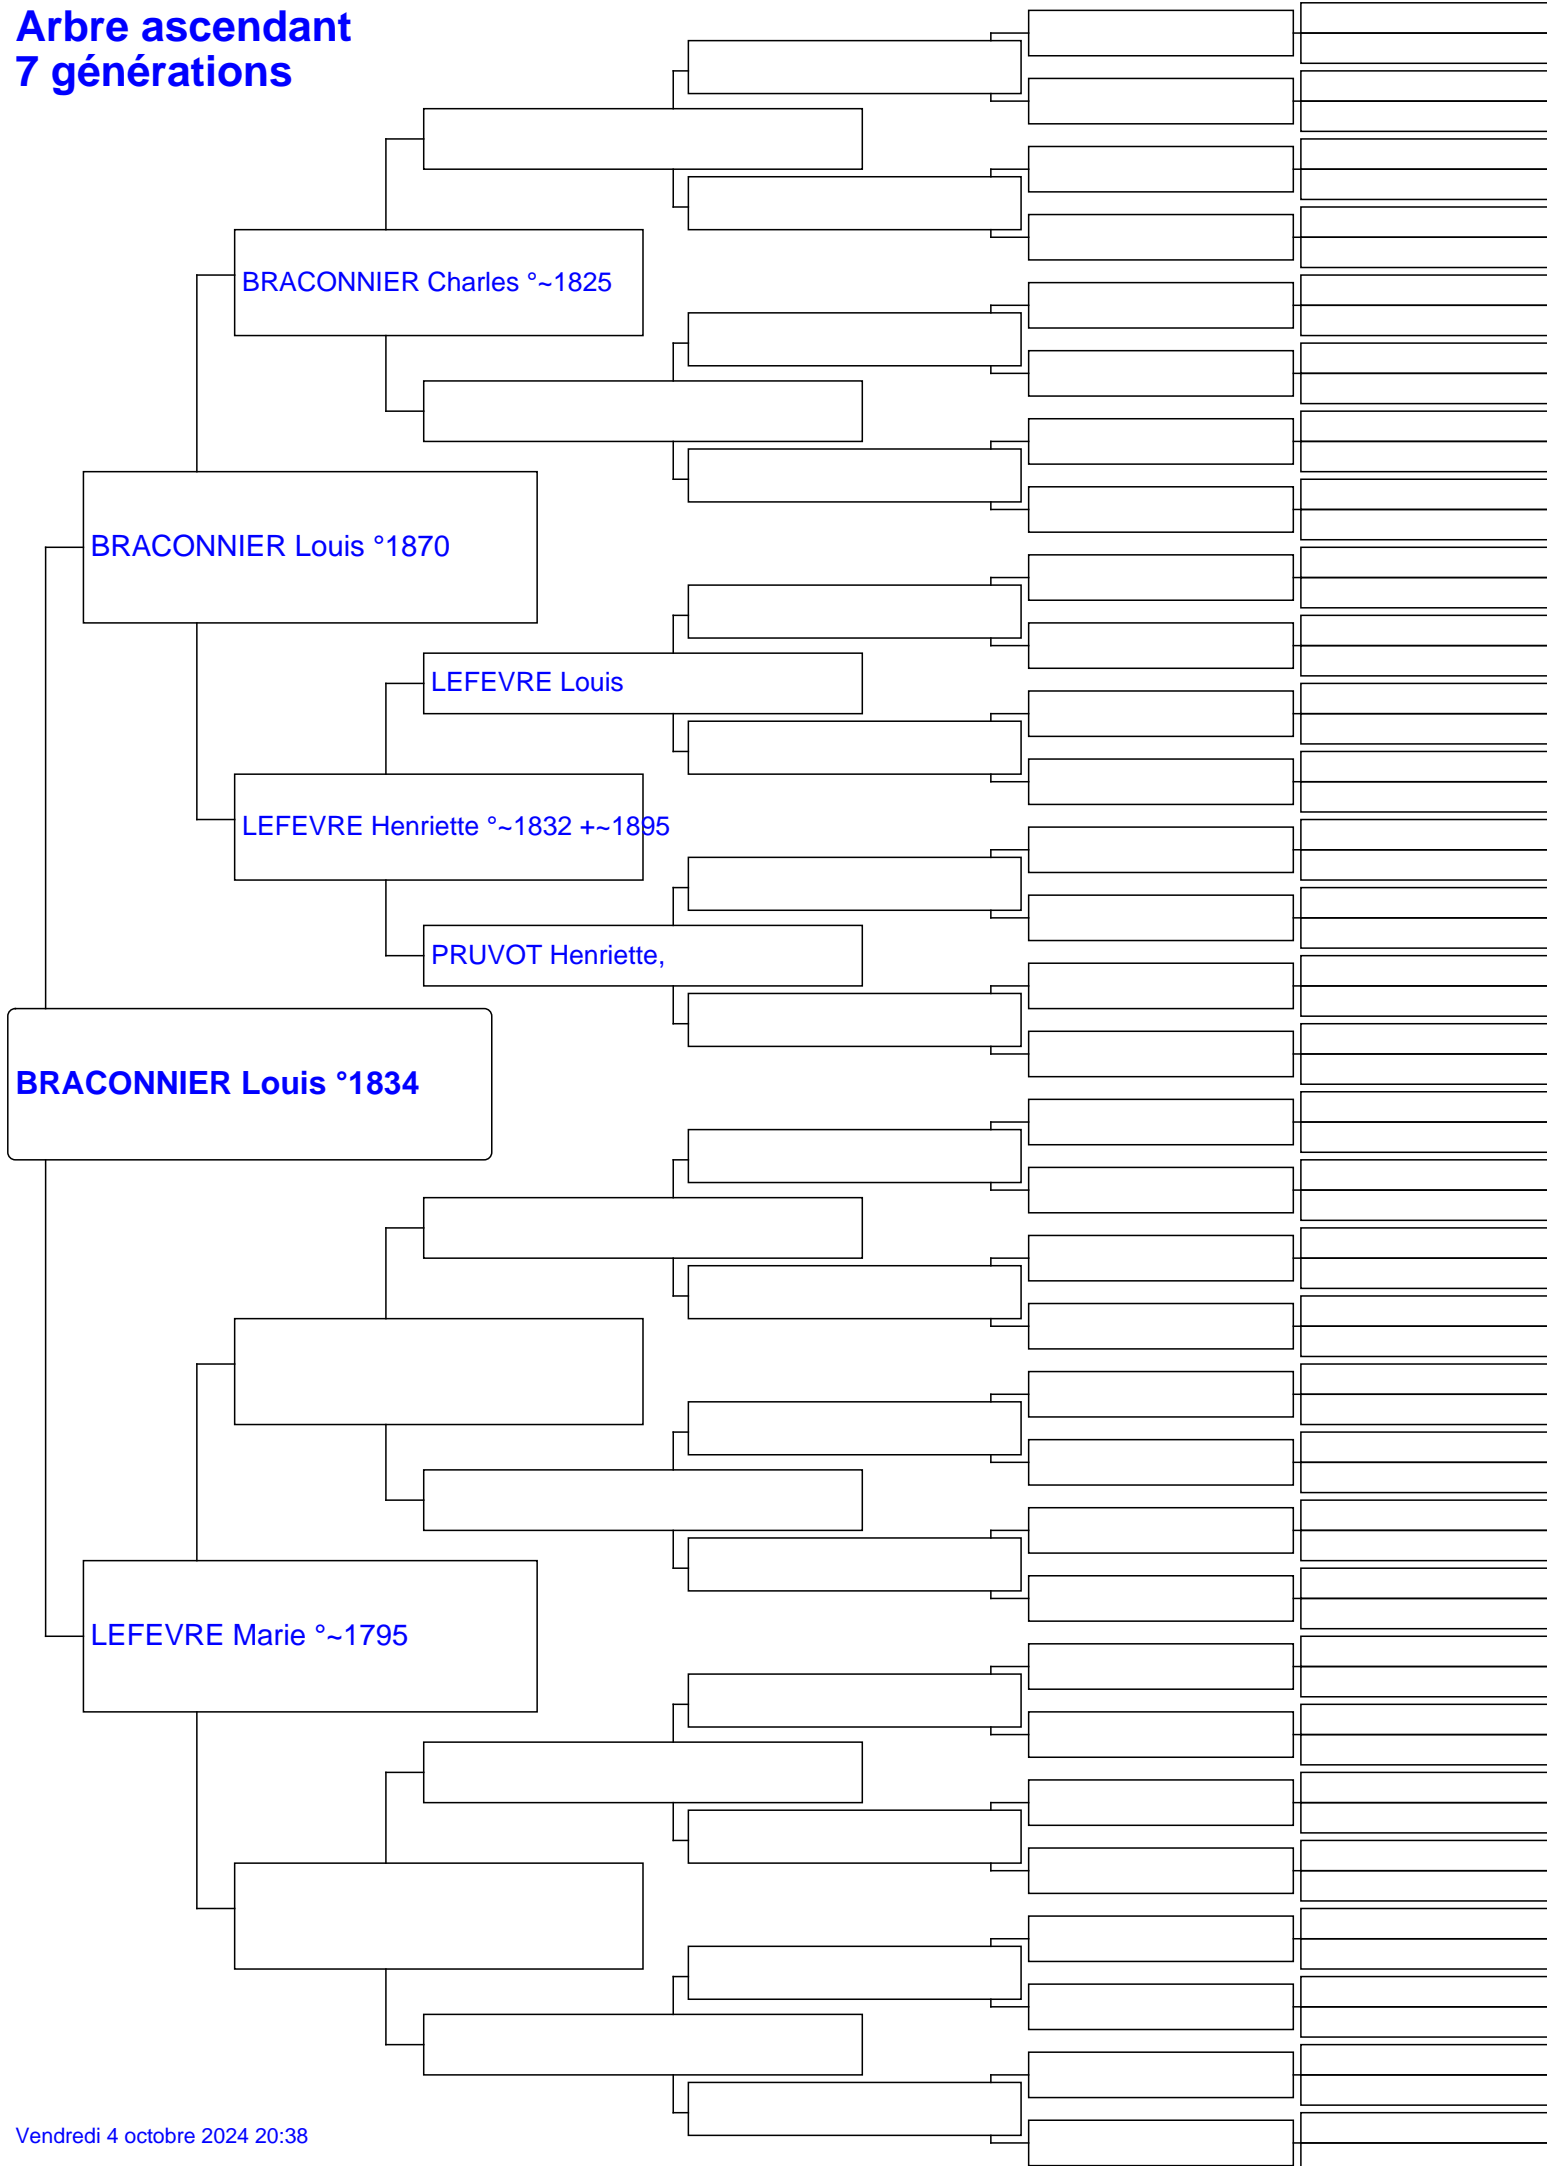 Arbre ascendant
7 générations
BRACONNIER Charles °~1825
BRACONNIER Louis °1870
LEFEVRE Louis
LEFEVRE Henriette °~1832 +~1895
PRUVOT Henriette,
BRACONNIER Louis °1834
LEFEVRE Marie °~1795
Vendredi 4 octobre 2024 20:38